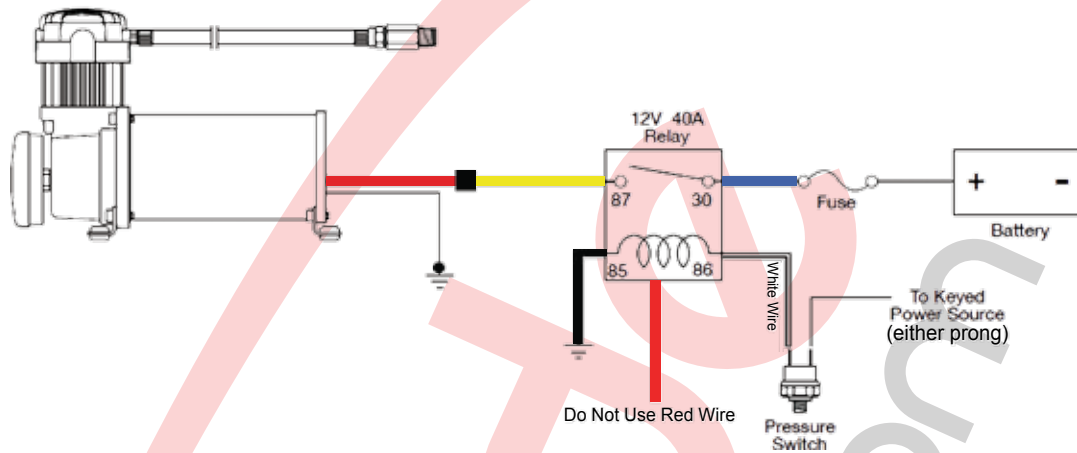 12V 40A
Relay
87
30
Fuse
+
-
Battery
85
86
White Wire
To Keyed
Power Source
(either prong)
Do Not Use Red Wire
Pressure
Switch